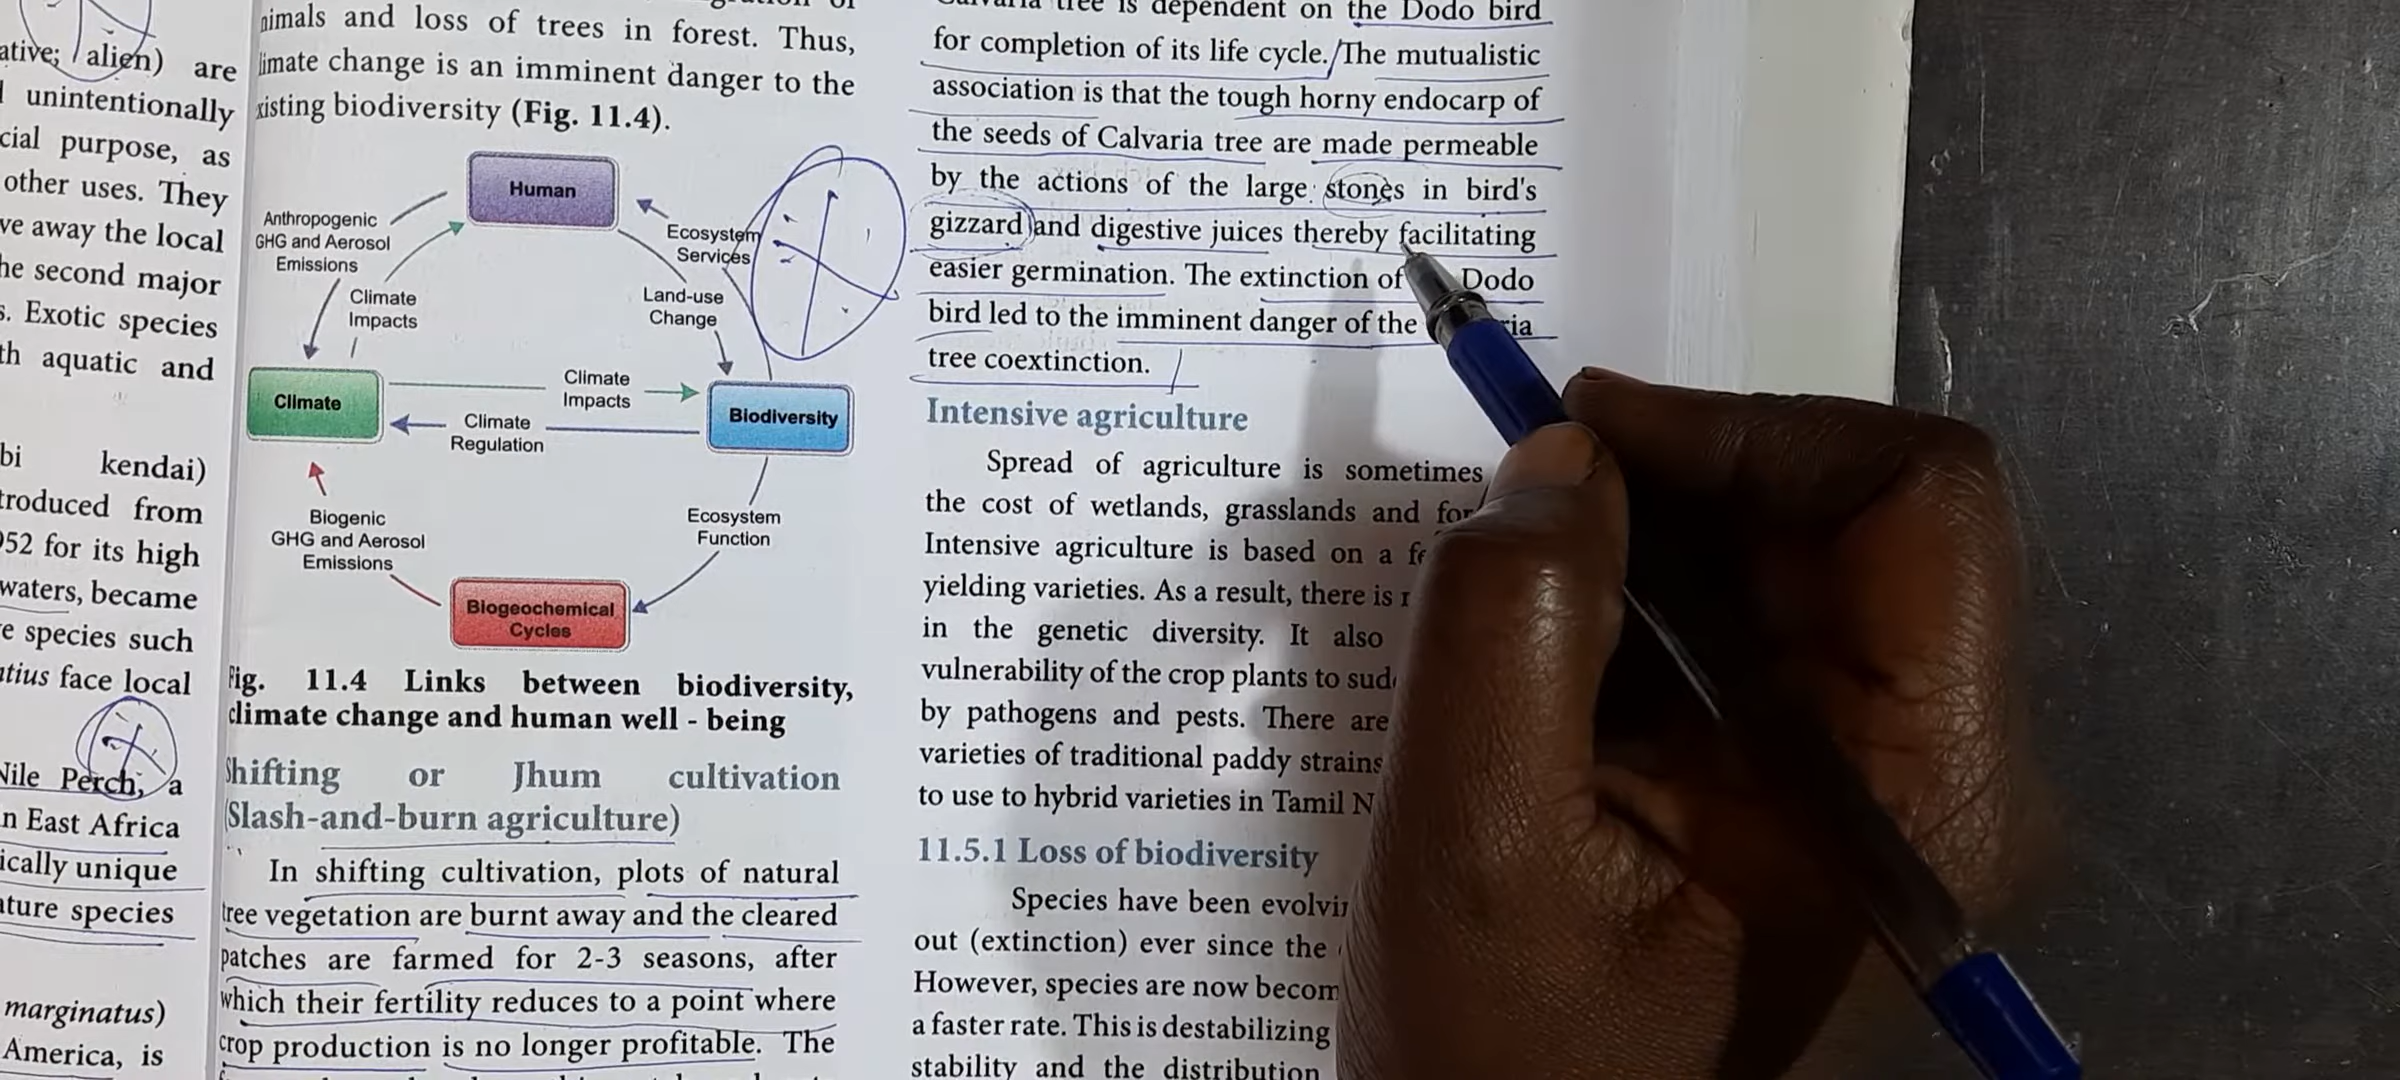 ative; alien) are
unintentionally
cial purpose, as
other uses. They
ve away the local
he second major
s. Exotic species
th aquatic and
bi kendai)
troduced from
952 for its high
waters, became
e species such
atius face local
Nile Perch, a
n East Africa
ically unique
ature species
marginatus)
America, is
nimals and loss of trees in forest. Thus,
limate change is an imminent danger to the
xisting biodiversity (Fig. 11.4).
Human
Anthropogenic
GHG and Aerosol
Emissions
Climate
Impacts
Ecosystem
Services
Land-use
Change
Climate
Climate
Impacts
Climate
Regulation
Biodiversity
Biogenic
GHG and Aerosol
Emissions
Ecosystem
Function
Biogeochemical
Cycles
Fig. 11.4 Links between biodiversity,
climate change and human well - being
Shifting or Jhum cultivation
(Slash-and-burn agriculture)
In shifting cultivation, plots of natural
tree vegetation are burnt away and the cleared
patches are farmed for 2-3 seasons, after
which their fertility reduces to a point where
crop production is no longer profitable. The
Calvaria tree is dependent on the Dodo bird
for completion of its life cycle. The mutualistic
association is that the tough horny endocarp of
the seeds of Calvaria tree are made permeable
by the actions of the large stones in bird's
gizzard and digestive juices thereby facilitating
easier germination. The extinction of Dodo
bird led to the imminent danger of the ria
tree coextinction.
Intensive agriculture
Spread of agriculture is sometimes
the cost of wetlands, grasslands and for
Intensive agriculture is based on a fe
yielding varieties. As a result, there is r
in the genetic diversity. It also
vulnerability of the crop plants to sud
by pathogens and pests. There are
varieties of traditional paddy strains
to use to hybrid varieties in Tamil N
11.5.1 Loss of biodiversity
Species have been evolvin
out (extinction) ever since the
However, species are now becom
a faster rate. This is destabilizing
stability and the distribution